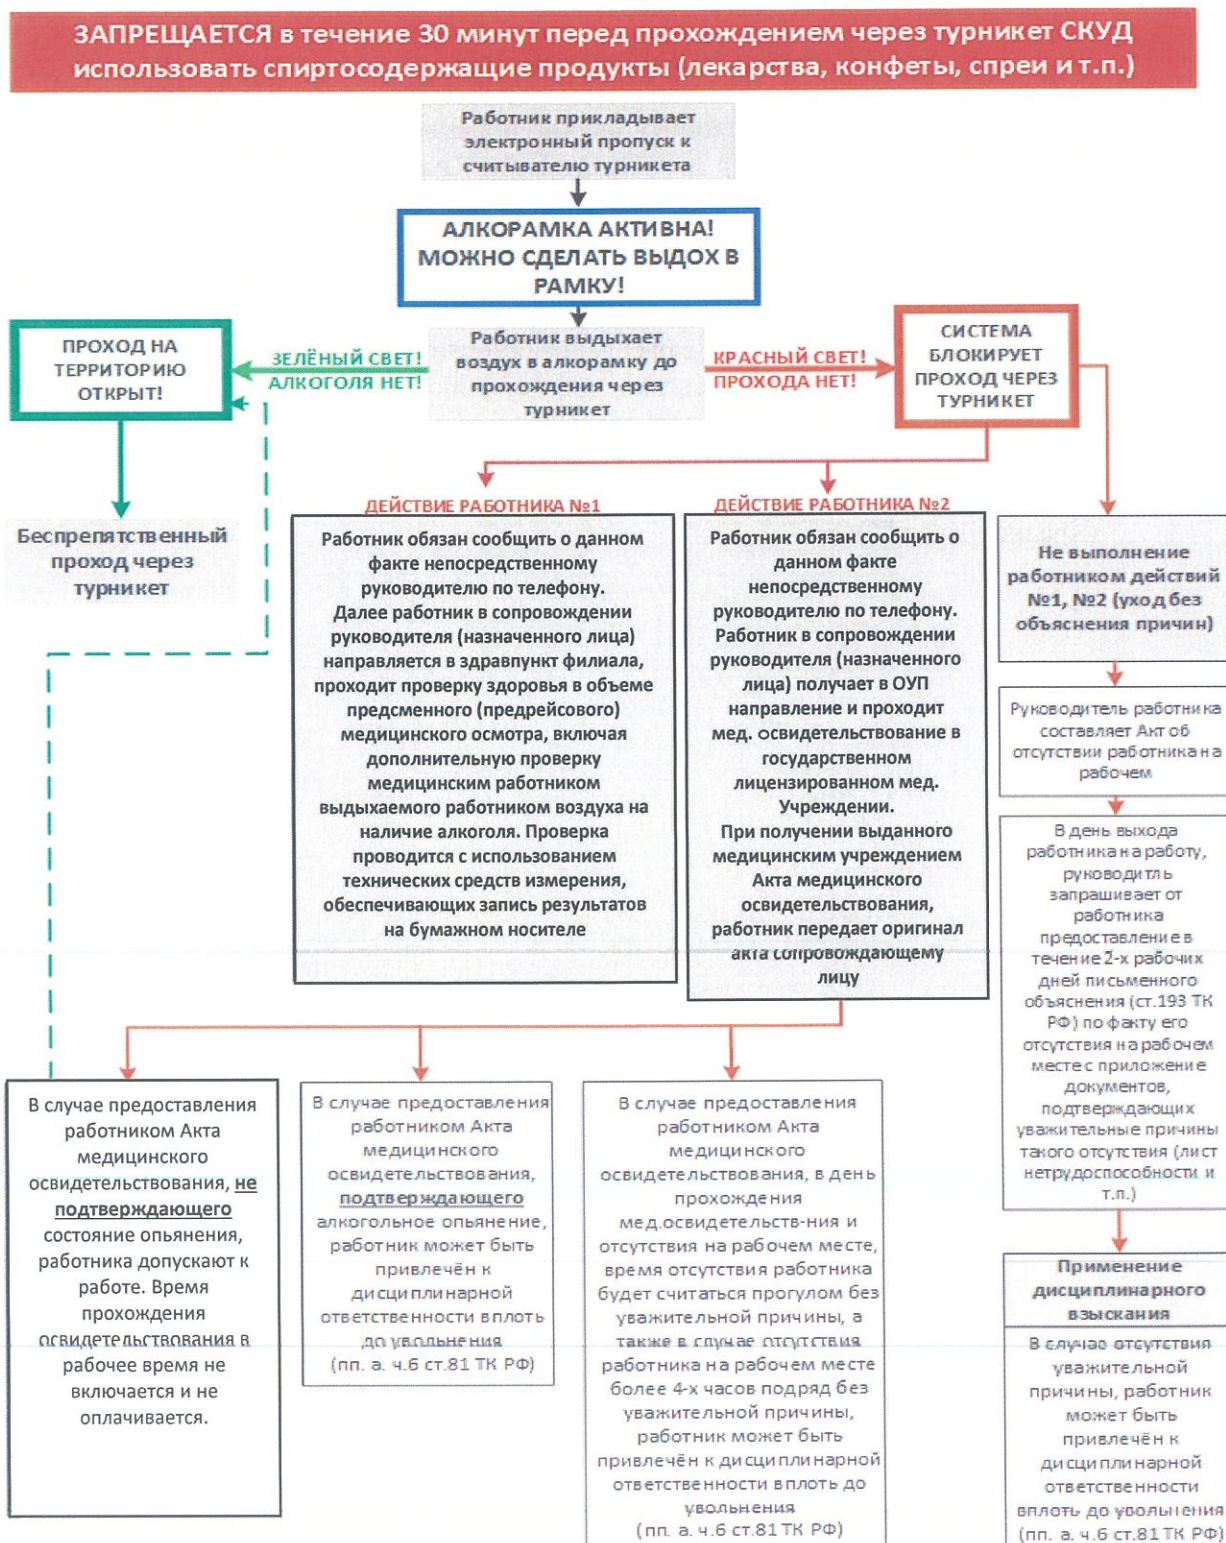 ЗАПРЕЩАЕТСЯ в течение 30 минут перед прохождением через турникет СКУД
использовать спиртосодержащие продукты (лекарства, конфеты, спреи и т.п.)
Работник прикладывает
электронный пропуск к
считывателю турникета
АЛКОРАМКА АКТИВНА!
МОЖНО СДЕЛАТЬ ВЫДОХ В
РАМКУ!
ПРОХОД НА
ТЕРРИТОРИЮ
ОТКРЫТ!
ЗЕЛЁНЫЙ СВЕТ!
АЛКОГОЛЯ НЕТ!
Работник выдыхает
воздух в алкорамку до
прохождения через
турникет
КРАСНЫЙ СВЕТ!
ПРОХОДА НЕТ!
СИСТЕМА
БЛОКИРУЕТ
ПРОХОД ЧЕРЕЗ
ТУРНИКЕТ
Беспрепятственный
проход через
турникет
ДЕЙСТВИЕ РАБОТНИКА №1
Работник обязан сообщить о данном
факте непосредственному
руководителю по телефону.
Далее работник в сопровождении
руководителя (назначенного лица)
направляется в здравпункт филиала,
проходит проверку здоровья в объеме
предсменного (предрейсового)
медицинского осмотра, включая
дополнительную проверку
медицинским работником
выдыхаемого работником воздуха на
наличие алкоголя. Проверка
проводится с использованием
технических средств измерения,
обеспечивающих запись результатов
на бумажном носителе
ДЕЙСТВИЕ РАБОТНИКА №2
Работник обязан сообщить о
данном факте
непосредственному
руководителю по телефону.
Работник в сопровождении
руководителя (назначенного
лица) получает в ОУП
направление и проходит
мед. освидетельствование в
государственном
лицензированном мед.
Учреждении.
При получении выданного
медицинским учреждением
Акта медицинского
освидетельствования,
работник передает оригинал
акта сопровождающему
лицу
Не выполнение
работником действий
№1, №2 (уход без
объяснения причин)
Руководитель работника
составляет Акт об
отсутствии работника на
рабочем
В день выхода
работника на работу,
руководитль
запрашивает от
работника
предоставление в
течение 2-х рабочих
дней письменного
объяснения (ст.193 ТК
РФ) по факту его
отсутствия на рабочем
месте с приложение
документов,
подтверждающих
уважительные причины
такого отсутствия (лист
нетрудоспособности и
т.п.)
Применение
дисциплинарного
взыскания
В случае отсутствия
уважительной
причины, работник
может быть
привлечён к
дисциплинарной
ответственности
вплоть до увольнения
(пп. а. ч.6 ст.81 ТК РФ)
В случае предоставления
работником Акта
медицинского
освидетельствования, не
подтверждающего
состояние опьянения,
работника допускают к
работе. Время
прохождения
освидетельствования в
рабочее время не
включается и не
оплачивается.
В случае предоставления
работником Акта
медицинского
освидетельствования,
подтверждающего
алкогольное опьянение,
работник может быть
привлечён к
дисциплинарной
ответственности вплоть
до увольнения
(пп. а. ч.6 ст.81 ТК РФ)
В случае предоставления
работником Акта
медицинского
освидетельствования, в день
прохождения
мед.освидетельств-ния и
отсутствия на рабочем месте,
время отсутствия работника
будет считаться прогулом без
уважительной причины, а
также в случае отсутствия
работника на рабочем месте
более 4-х часов подряд без
уважительной причины,
работник может быть
привлечён к дисциплинарной
ответственности вплоть до
увольнения
(пп. а. ч.6 ст.81 ТК РФ)